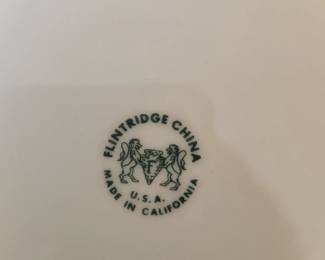 FLINTRIDGE CHINA
F
U.S.A.
MADE IN CALIFORNIA